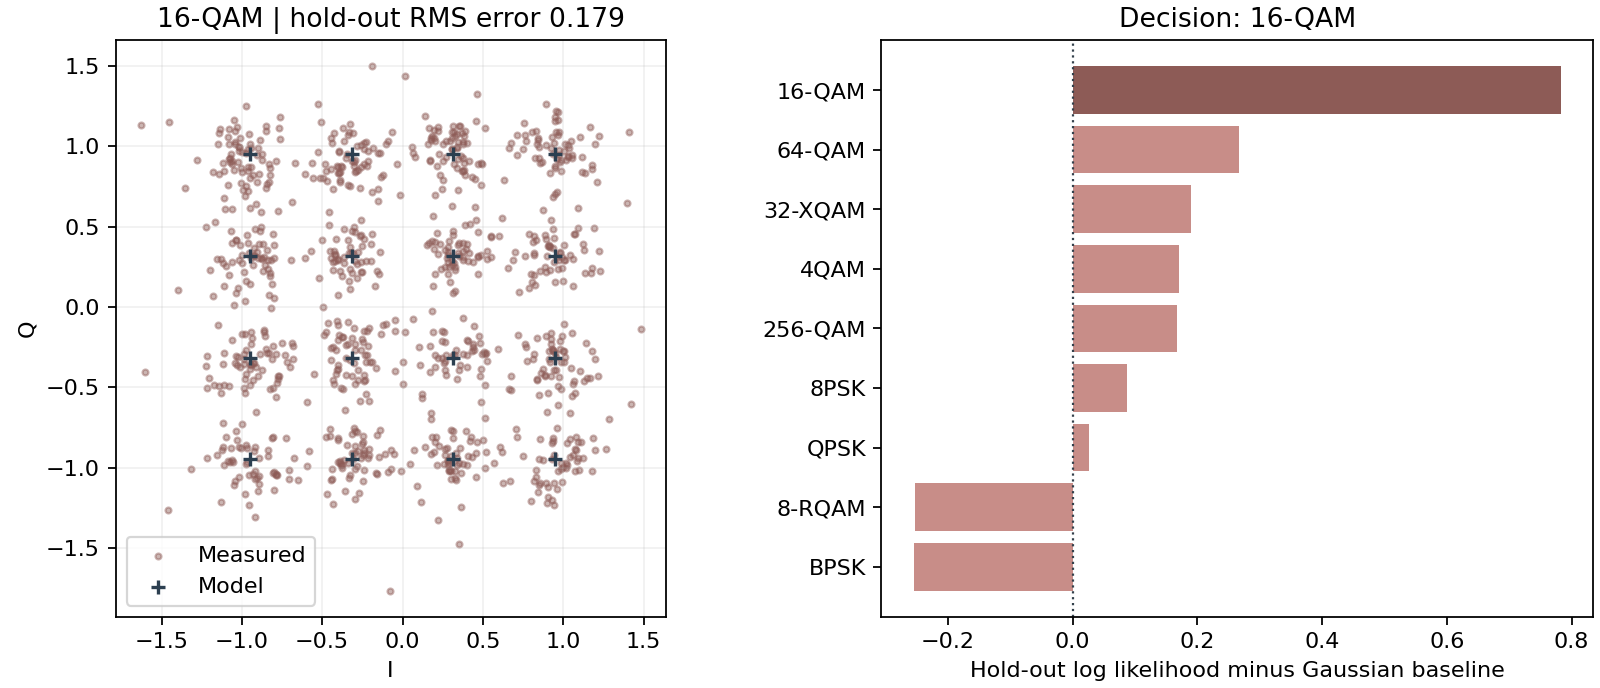 16-QAM | hold-out RMS error 0.179
1.5
1.0
0.5
0.0
−0.5
−1.0
−1.5
Q
Measured
Model
−1.5
−1.0
−0.5
0.0
0.5
1.0
1.5
I
Decision: 16-QAM
16-QAM
64-QAM
32-XQAM
4QAM
256-QAM
8PSK
QPSK
8-RQAM
BPSK
−0.2
0.0
0.2
0.4
0.6
0.8
Hold-out log likelihood minus Gaussian baseline